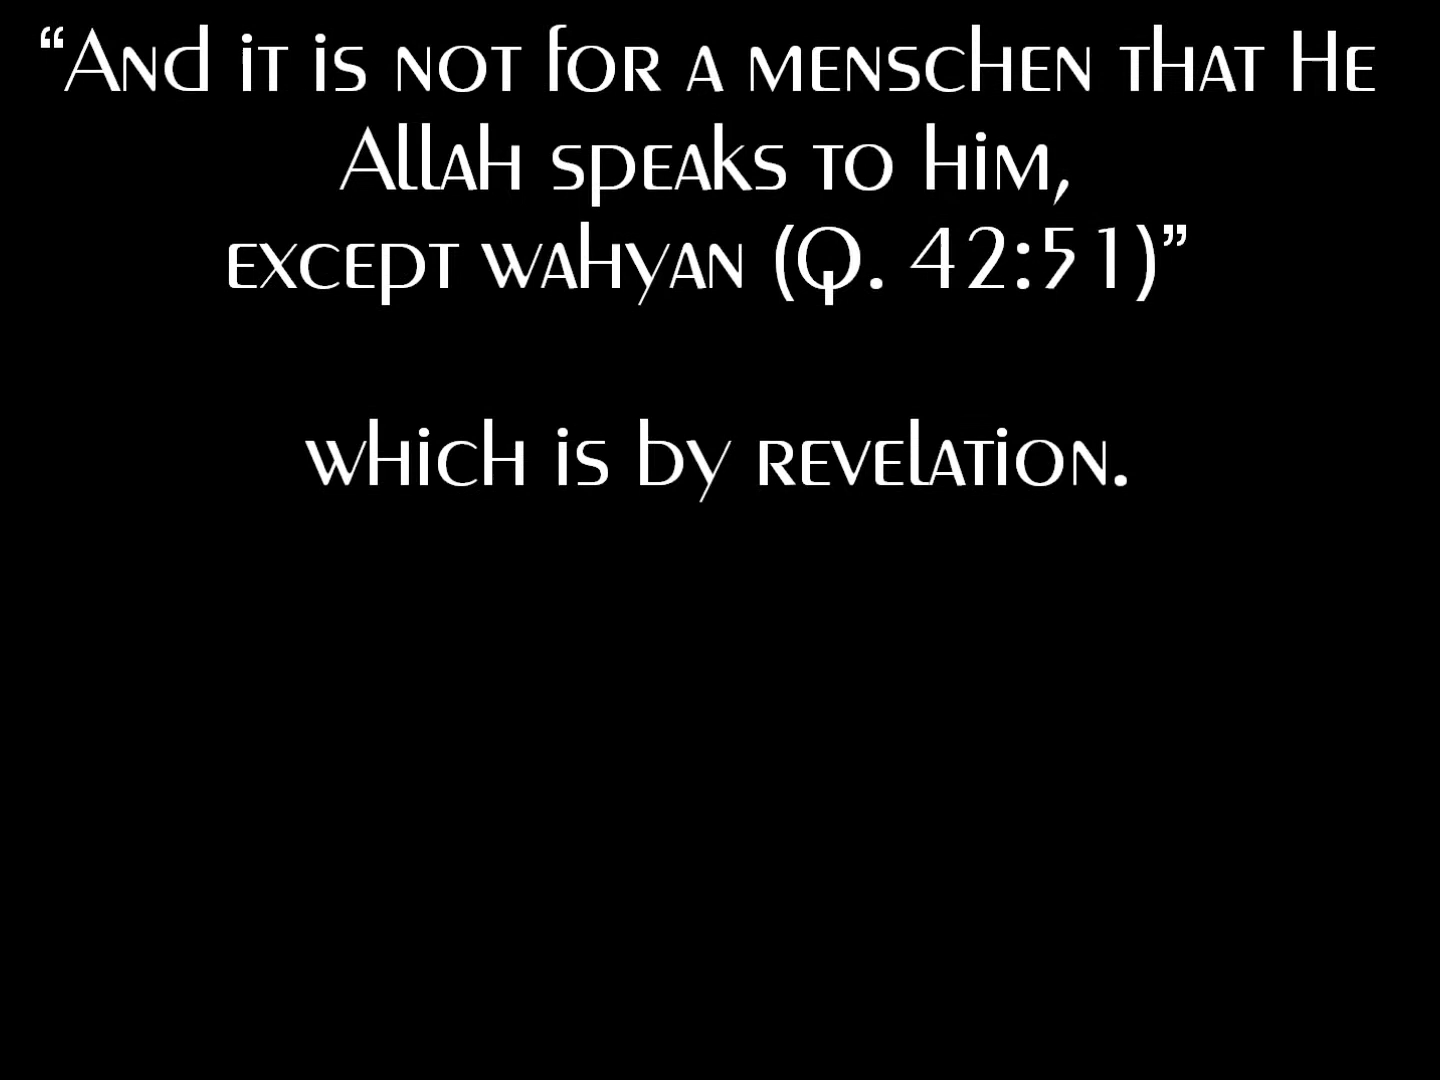 “And it is not for a menschen that He
Allah speaks to him,
except wahyan (Q. 42:51)”
which is by revelation.